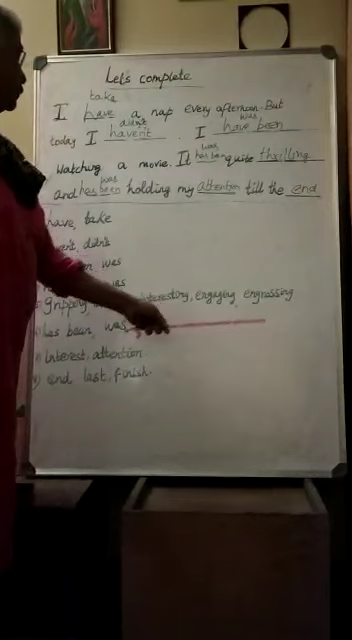 Let's complete
take
I have a nap every afternoon. But
didn't was
today I haven't . I have been
was
watching a movie. It has been quite thrilling
was
and has been holding my attention till the end
have, take
didn't
was
gripping, interesting, engaging, engrossing
has been, was
interest, attention
end, last, finish.